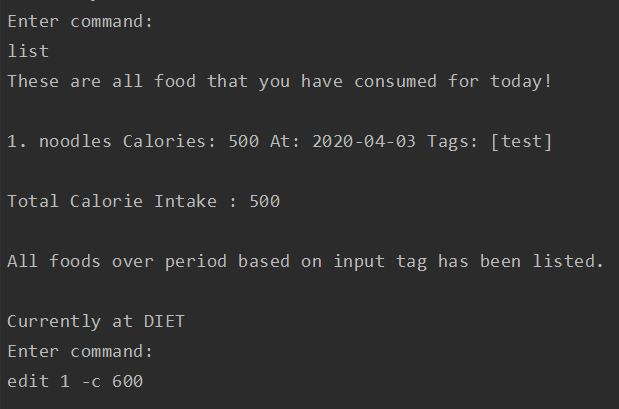 Enter command:
list
These are all food that you have consumed for today!
1. noodles Calories: 500 At: 2020-04-03 Tags: [test]
Total Calorie Intake : 500
All foods over period based on input tag has been listed.
Currently at DIET
Enter command:
edit 1 -c 600